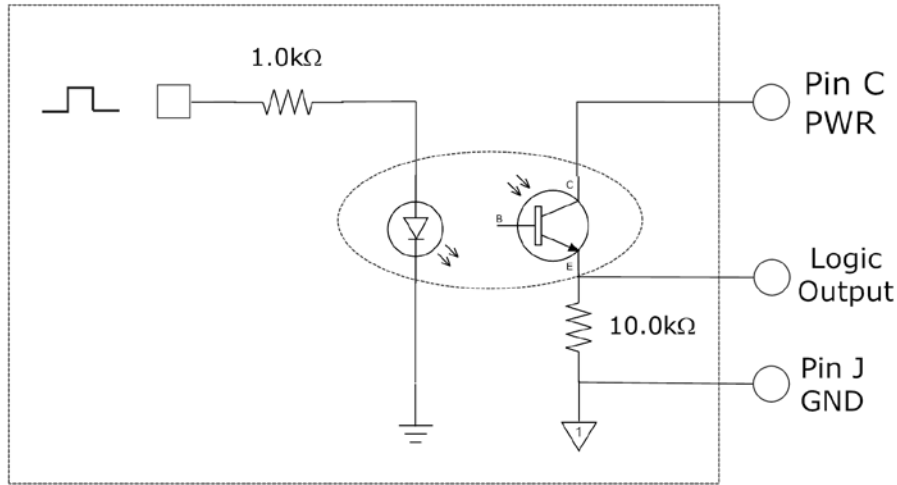 1.0kΩ
Pin C
PWR
C
B
E
Logic
Output
10.0kΩ
Pin J
GND
1